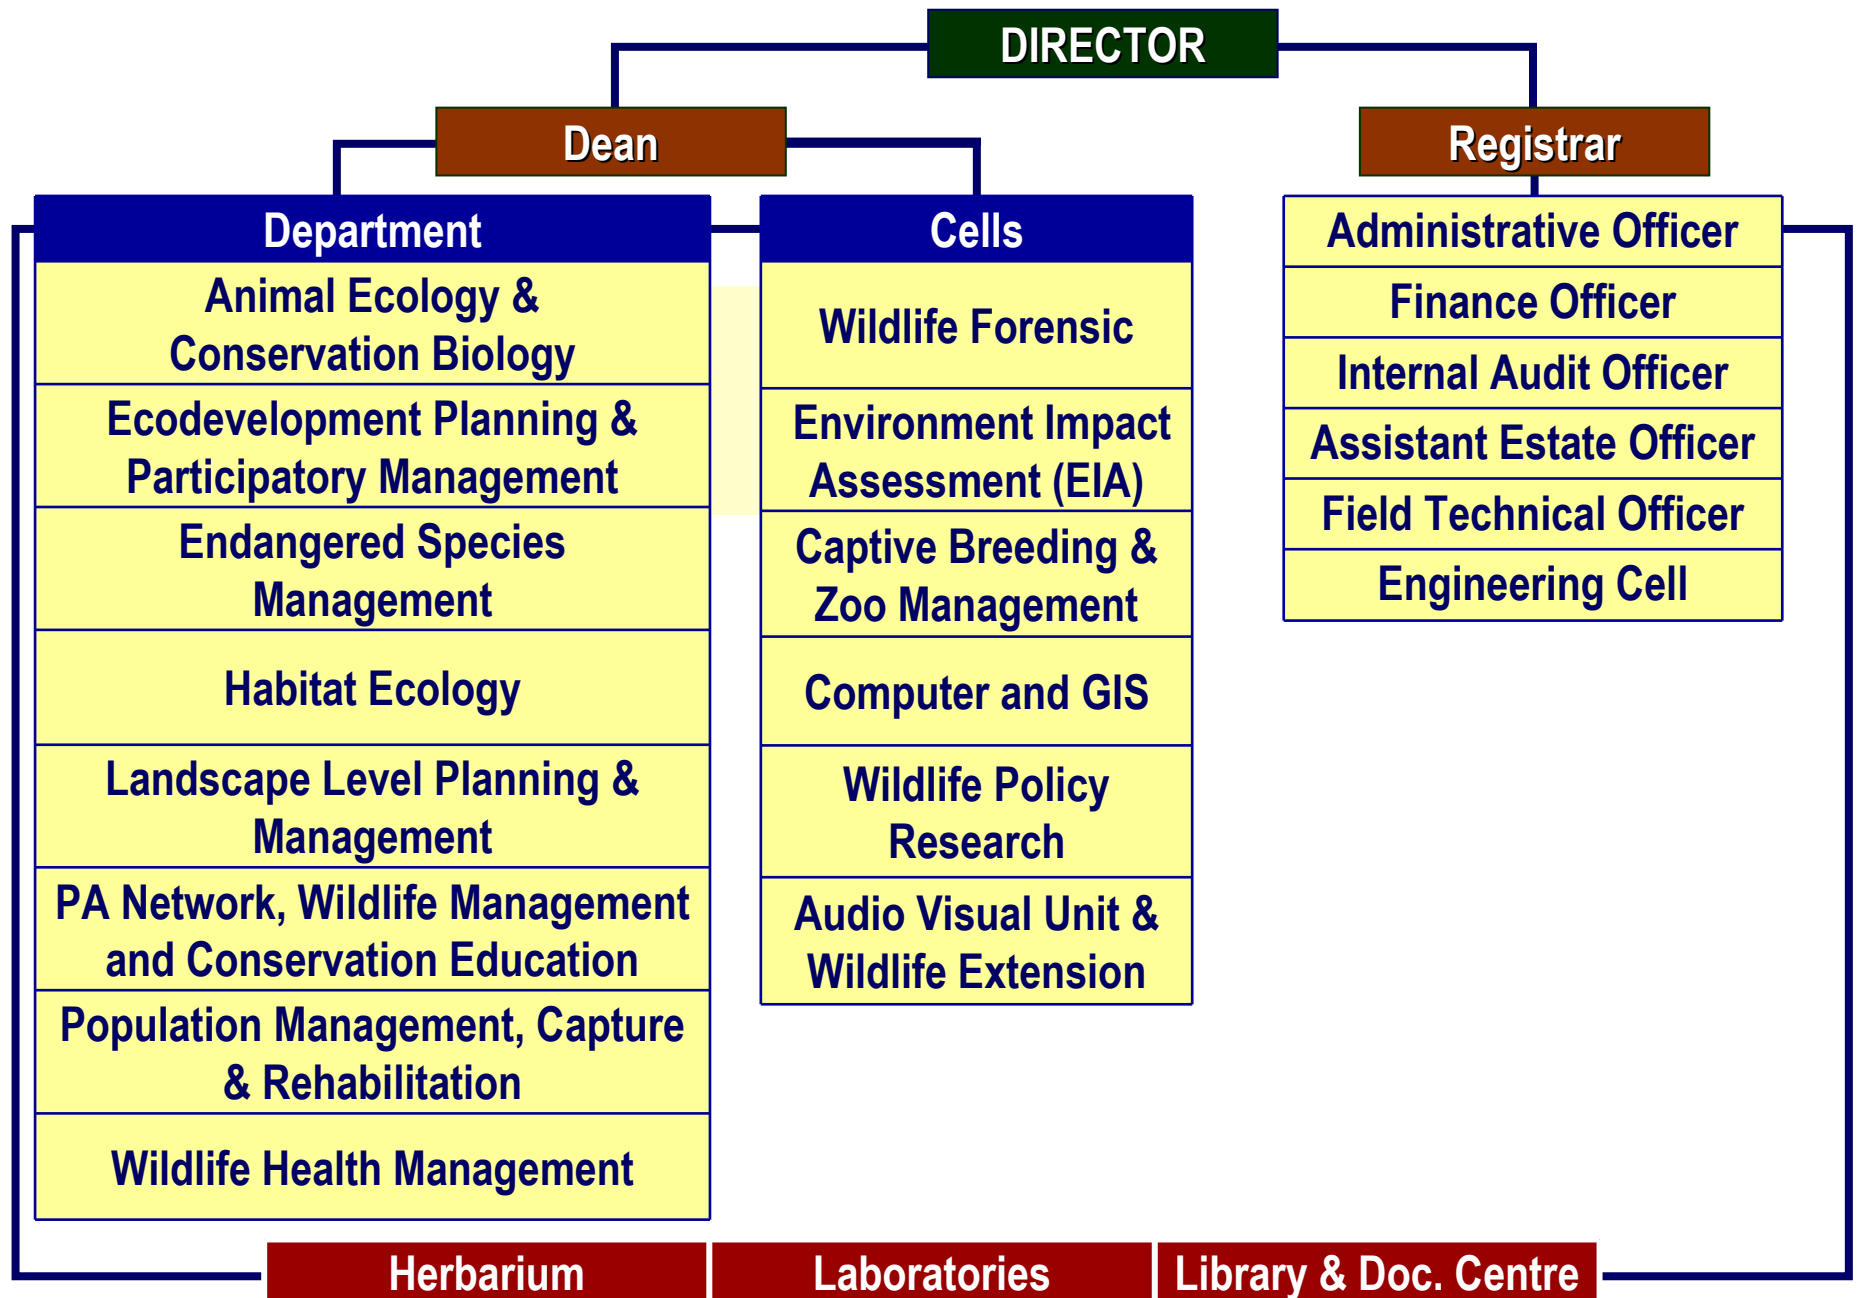 DIRECTOR
Dean
Registrar
Department
Animal Ecology &
Conservation Biology
Ecodevelopment Planning &
Participatory Management
Endangered Species
Management
Habitat Ecology
Landscape Level Planning &
Management
PA Network, Wildlife Management
and Conservation Education
Population Management, Capture
& Rehabilitation
Wildlife Health Management
Cells
Wildlife Forensic
Environment Impact
Assessment (EIA)
Captive Breeding &
Zoo Management
Computer and GIS
Wildlife Policy
Research
Audio Visual Unit &
Wildlife Extension
Administrative Officer
Finance Officer
Internal Audit Officer
Assistant Estate Officer
Field Technical Officer
Engineering Cell
Herbarium
Laboratories
Library & Doc. Centre